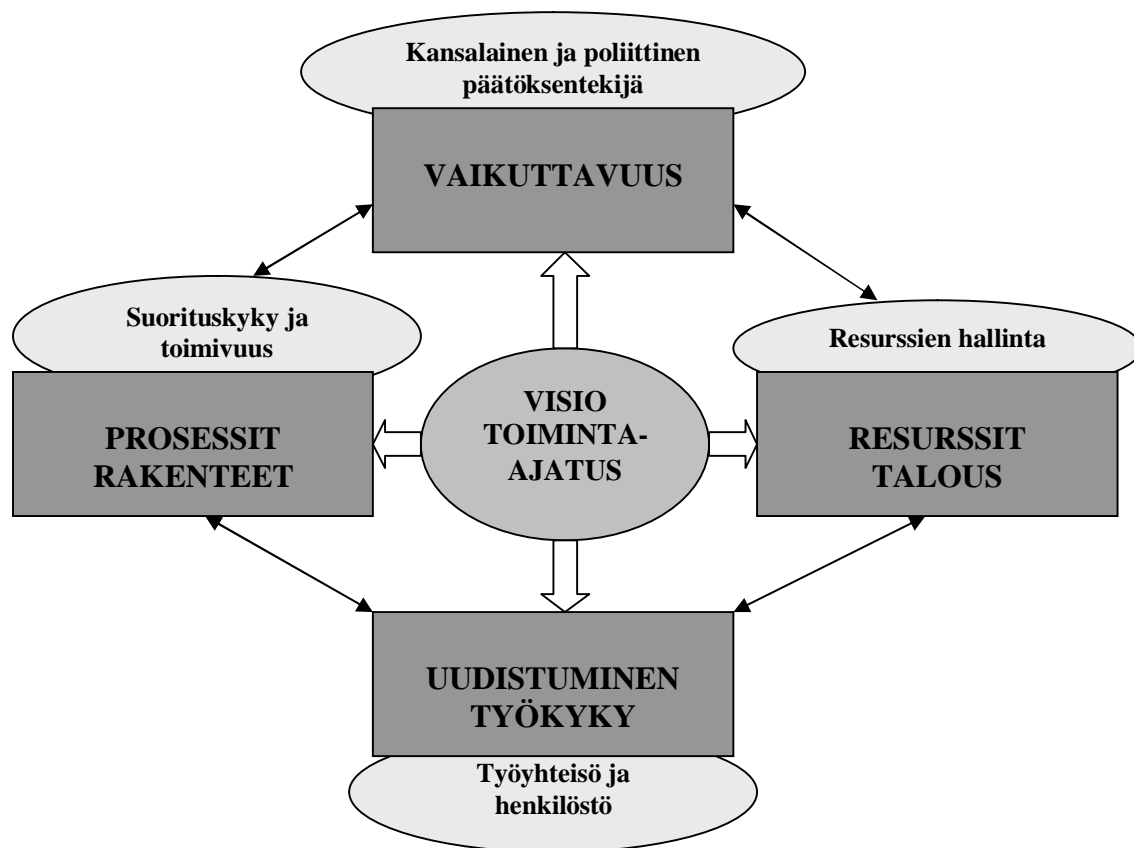 Kansalainen ja poliittinen
päätöksentekijä
VAIKUTTAVUUS
Suorituskyky ja
toimivuus
PROSESSIT
RAKENTEET
VISIO
TOIMINTA-
AJATUS
Resurssien hallinta
RESURSSIT
TALOUS
UUDISTUMINEN
TYÖKYKY
Työyhteisö ja
henkilöstö